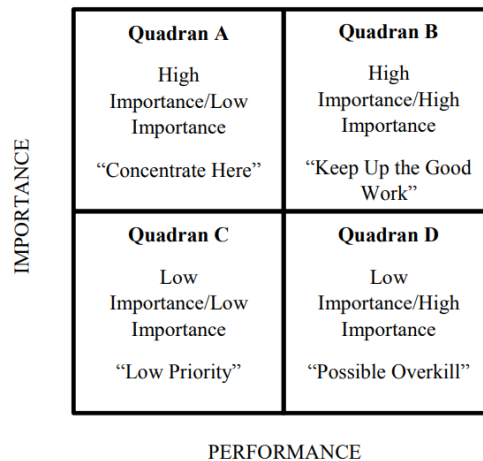 Quadran A
High
Importance/Low
Importance
“Concentrate Here”
Quadran B
High
Importance/High
Importance
“Keep Up the Good
Work”
IMPORTANCE
Quadran C
Low
Importance/Low
Importance
“Low Priority”
Quadran D
Low
Importance/High
Importance
“Possible Overkill”
PERFORMANCE